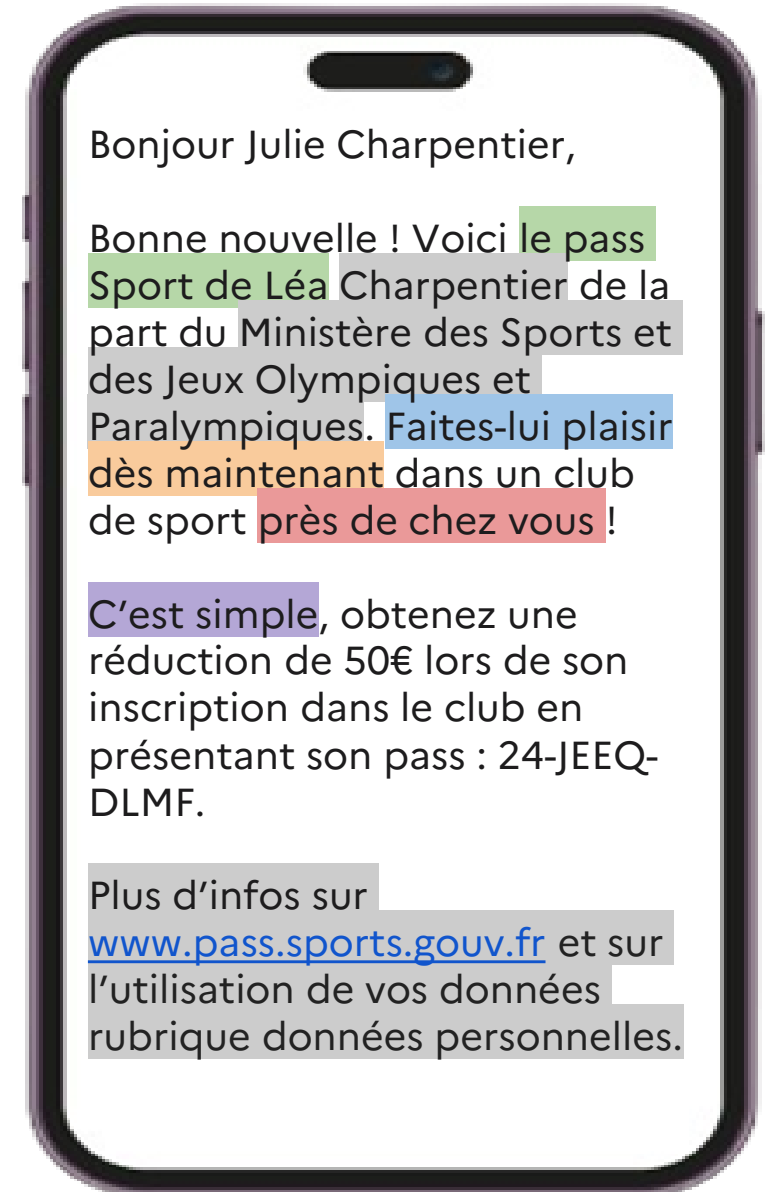 Bonjour Julie Charpentier,
Bonne nouvelle ! Voici le pass
Sport de Léa Charpentier de la
part du Ministère des Sports et
des Jeux Olympiques et
Paralympiques. Faites-lui plaisir
dès maintenant dans un club
de sport près de chez vous !
C’est simple, obtenez une
réduction de 50€ lors de son
inscription dans le club en
présentant son pass : 24-JEEQ-
DLMF.
Plus d’infos sur
www.pass.sports.gouv.fr et sur
l’utilisation de vos données
rubrique données personnelles.